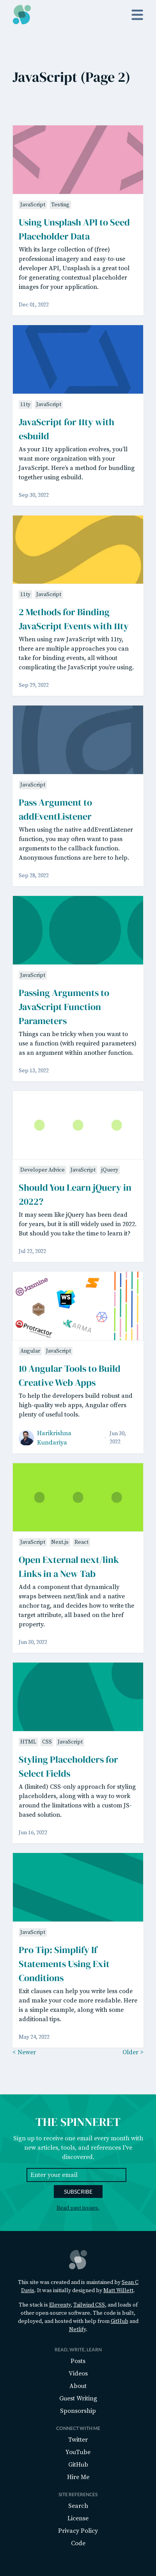 JavaScript (Page 2)
JavaScript Testing
Using Unsplash API to Seed
Placeholder Data
With its large collection of (free)
professional imagery and easy-to-use
developer API, Unsplash is a great tool
for generating contextual placeholder
images for your application.
Dec 01, 2022
11ty JavaScript
JavaScript for 11ty with
esbuild
As your 11ty application evolves, you'll
want more organization with your
JavaScript. Here's a method for bundling
together using esbuild.
Sep 30, 2022
11ty JavaScript
2 Methods for Binding
JavaScript Events with 11ty
When using raw JavaScript with 11ty,
there are multiple approaches you can
take for binding events, all without
complicating the JavaScript you're using.
Sep 29, 2022
JavaScript
Pass Argument to
addEventListener
When using the native addEventListener
function, you may often want to pass
arguments to the callback function.
Anonymous functions are here to help.
Sep 28, 2022
JavaScript
Passing Arguments to
JavaScript Function
Parameters
Things can be tricky when you want to
use a function (with required parameters)
as an argument within another function.
Sep 13, 2022
Developer Advice JavaScript jQuery
Should You Learn jQuery in
2022?
It may seem like jQuery has been dead
for years, but it is still widely used in 2022.
But should you take the time to learn it?
Jul 22, 2022
Jasmine
WS
Protractor
KARMA
Angular JavaScript
10 Angular Tools to Build
Creative Web Apps
To help the developers build robust and
high-quality web apps, Angular offers
plenty of useful tools.
Harikrishna
Kundariya
Jun 30,
2022
JavaScript Next.js React
Open External next/link
Links in a New Tab
Add a component that dynamically
swaps between next/link and a native
anchor tag, and decides how to write the
target attribute, all based on the href
property.
Jun 30, 2022
HTML CSS JavaScript
Styling Placeholders for
Select Fields
A (limited) CSS-only approach for styling
placeholders, along with a way to work
around the limitations with a custom JS-
based solution.
Jun 16, 2022
JavaScript
Pro Tip: Simplify If
Statements Using Exit
Conditions
Exit clauses can help you write less code
and make your code more readable. Here
is a simple example, along with some
additional tips.
May 24, 2022
< Newer
Older >
THE SPINNERET
Sign up to receive one email every month with
new articles, tools, and references I've
discovered.
Enter your email
SUBSCRIBE
Read past issues.
This site was created and is maintained by Sean C
Davis. It was initially designed by Matt Willett.
The stack is Eleventy, Tailwind CSS, and loads of
other open-source software. The code is built,
developed, and hosted with help from GitHub and
Netlify.
READ, WRITE, LEARN
Posts
Videos
About
Guest Writing
Sponsorship
CONNECT WITH ME
Twitter
YouTube
GitHub
Hire Me
SITE REFERENCES
Search
License
Privacy Policy
Code